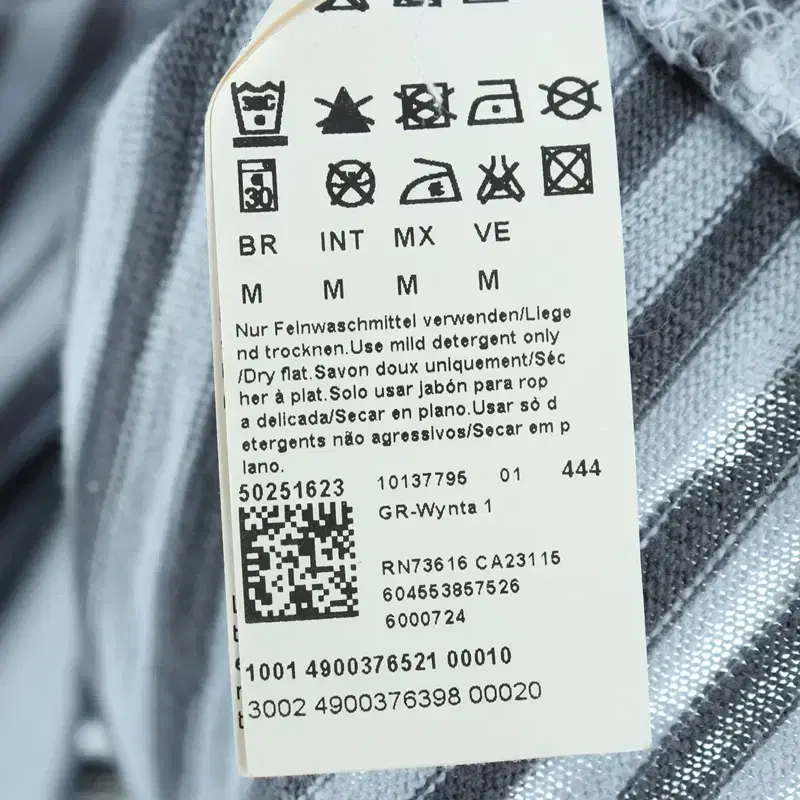 30C
30
BR INT MX VE
M M M M
Nur Feinwaschmittel verwenden/Liege
nd trocknen.Use mild detergent only
/Dry flat.Savon doux uniquement/Séc
her à plat.Solo usar jabón para rop
a delicada/Secar en plano.Usar sò d
etergents não agressivos/Secar em p
lano.
50251623 10137795 01 444
GR-Wynta 1
RN73616 CA23115
604553857526
6000724
1001 4900376521 00010
3002 4900376398 00020